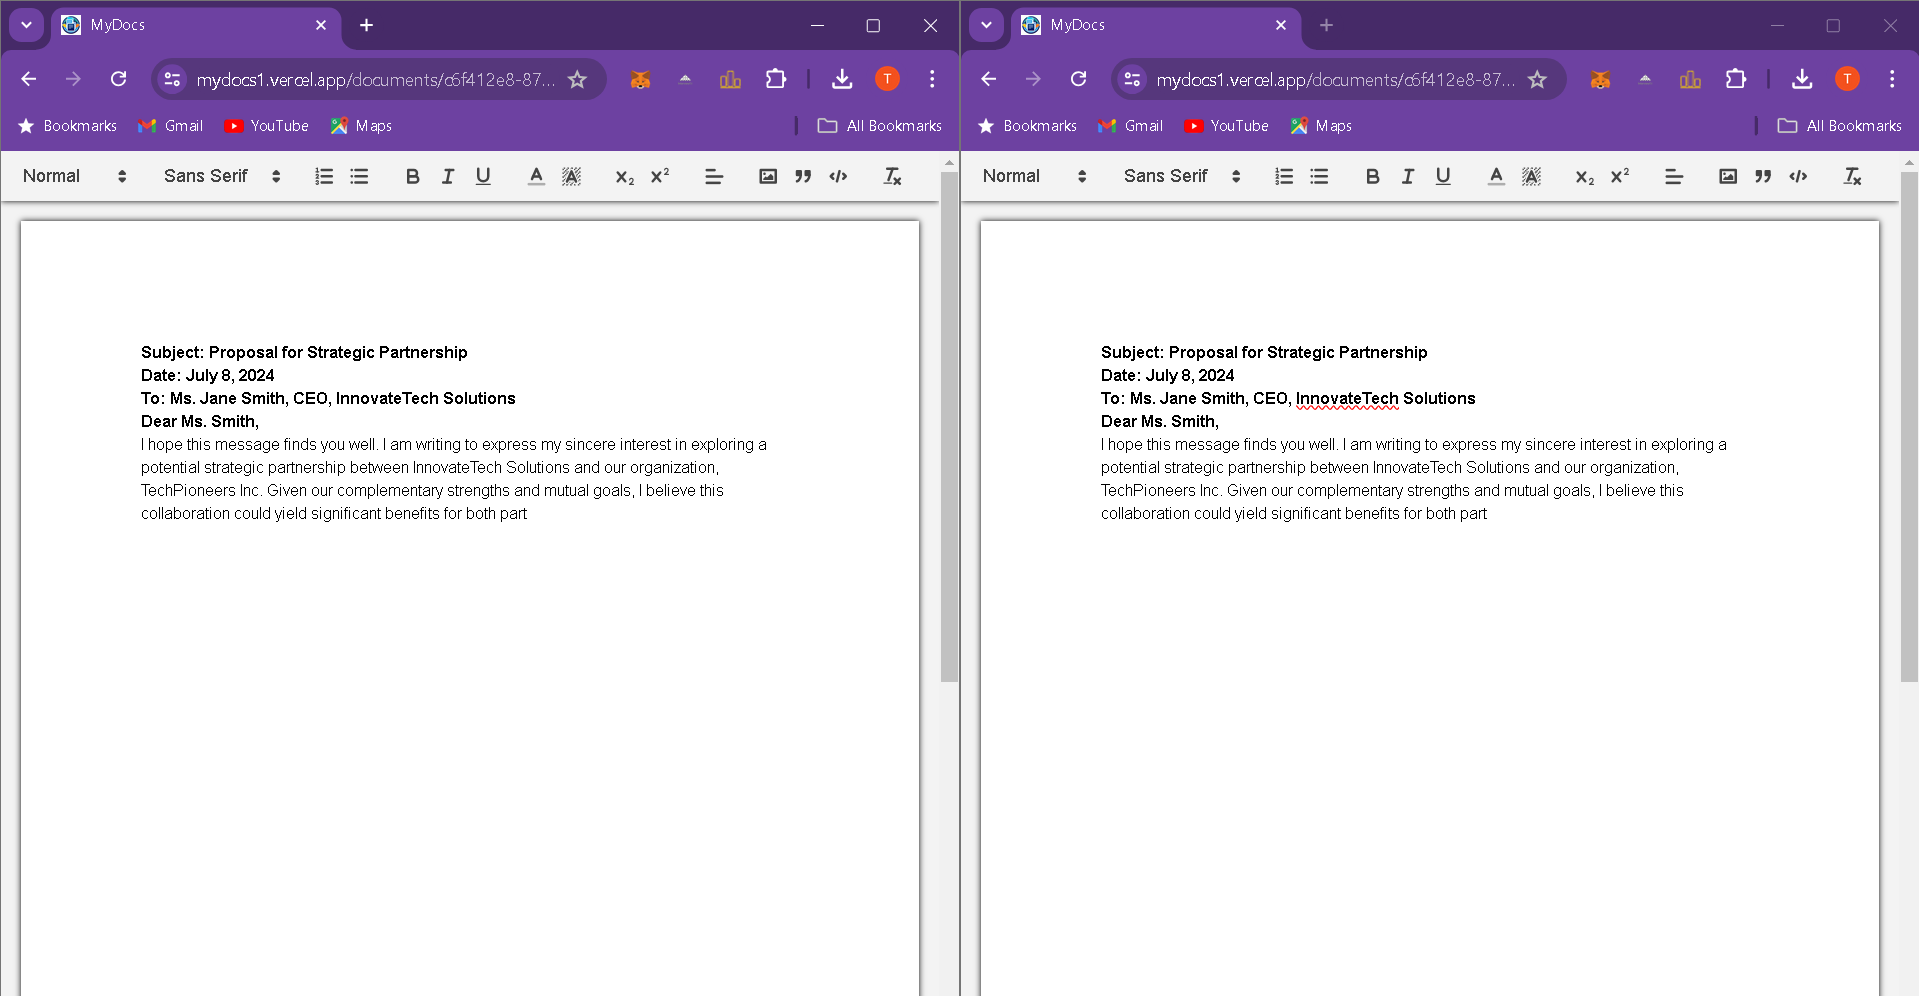 MyDocs
mydocs1.vercel.app/documents/c6f412e8-87...
T
Bookmarks Gmail YouTube Maps All Bookmarks
Normal Sans Serif B I U A A x₂ x² </> Tx
Subject: Proposal for Strategic Partnership
Date: July 8, 2024
To: Ms. Jane Smith, CEO, InnovateTech Solutions
Dear Ms. Smith,
I hope this message finds you well. I am writing to express my sincere interest in exploring a
potential strategic partnership between InnovateTech Solutions and our organization,
TechPioneers Inc. Given our complementary strengths and mutual goals, I believe this
collaboration could yield significant benefits for both part
MyDocs
mydocs1.vercel.app/documents/c6f412e8-87...
T
Bookmarks Gmail YouTube Maps All Bookmarks
Normal Sans Serif B I U A A x₂ x² </> Tx
Subject: Proposal for Strategic Partnership
Date: July 8, 2024
To: Ms. Jane Smith, CEO, InnovateTech Solutions
Dear Ms. Smith,
I hope this message finds you well. I am writing to express my sincere interest in exploring a
potential strategic partnership between InnovateTech Solutions and our organization,
TechPioneers Inc. Given our complementary strengths and mutual goals, I believe this
collaboration could yield significant benefits for both part